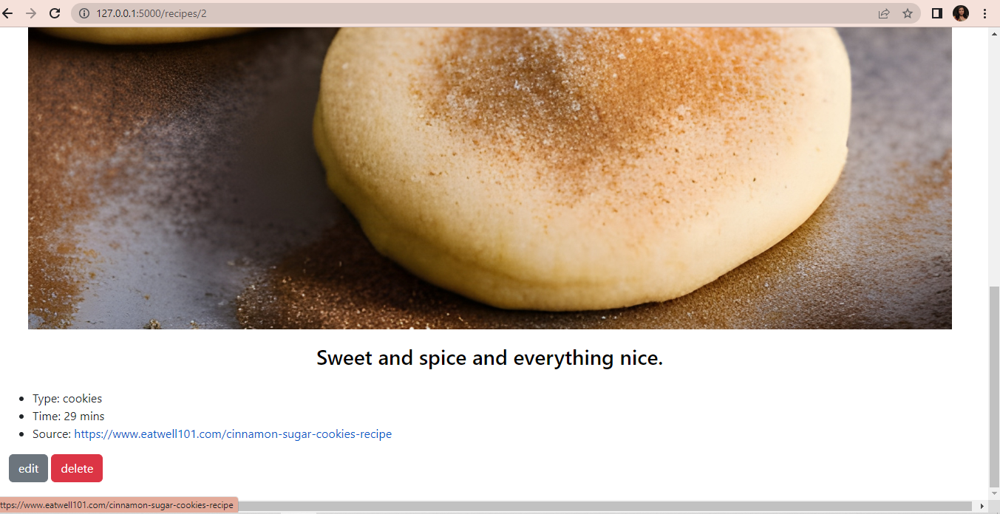 127.0.0.1:5000/recipes/2
Sweet and spice and everything nice.
Type: cookies
Time: 29 mins
Source: https://www.eatwell101.com/cinnamon-sugar-cookies-recipe
edit delete
ttps://www.eatwell101.com/cinnamon-sugar-cookies-recipe